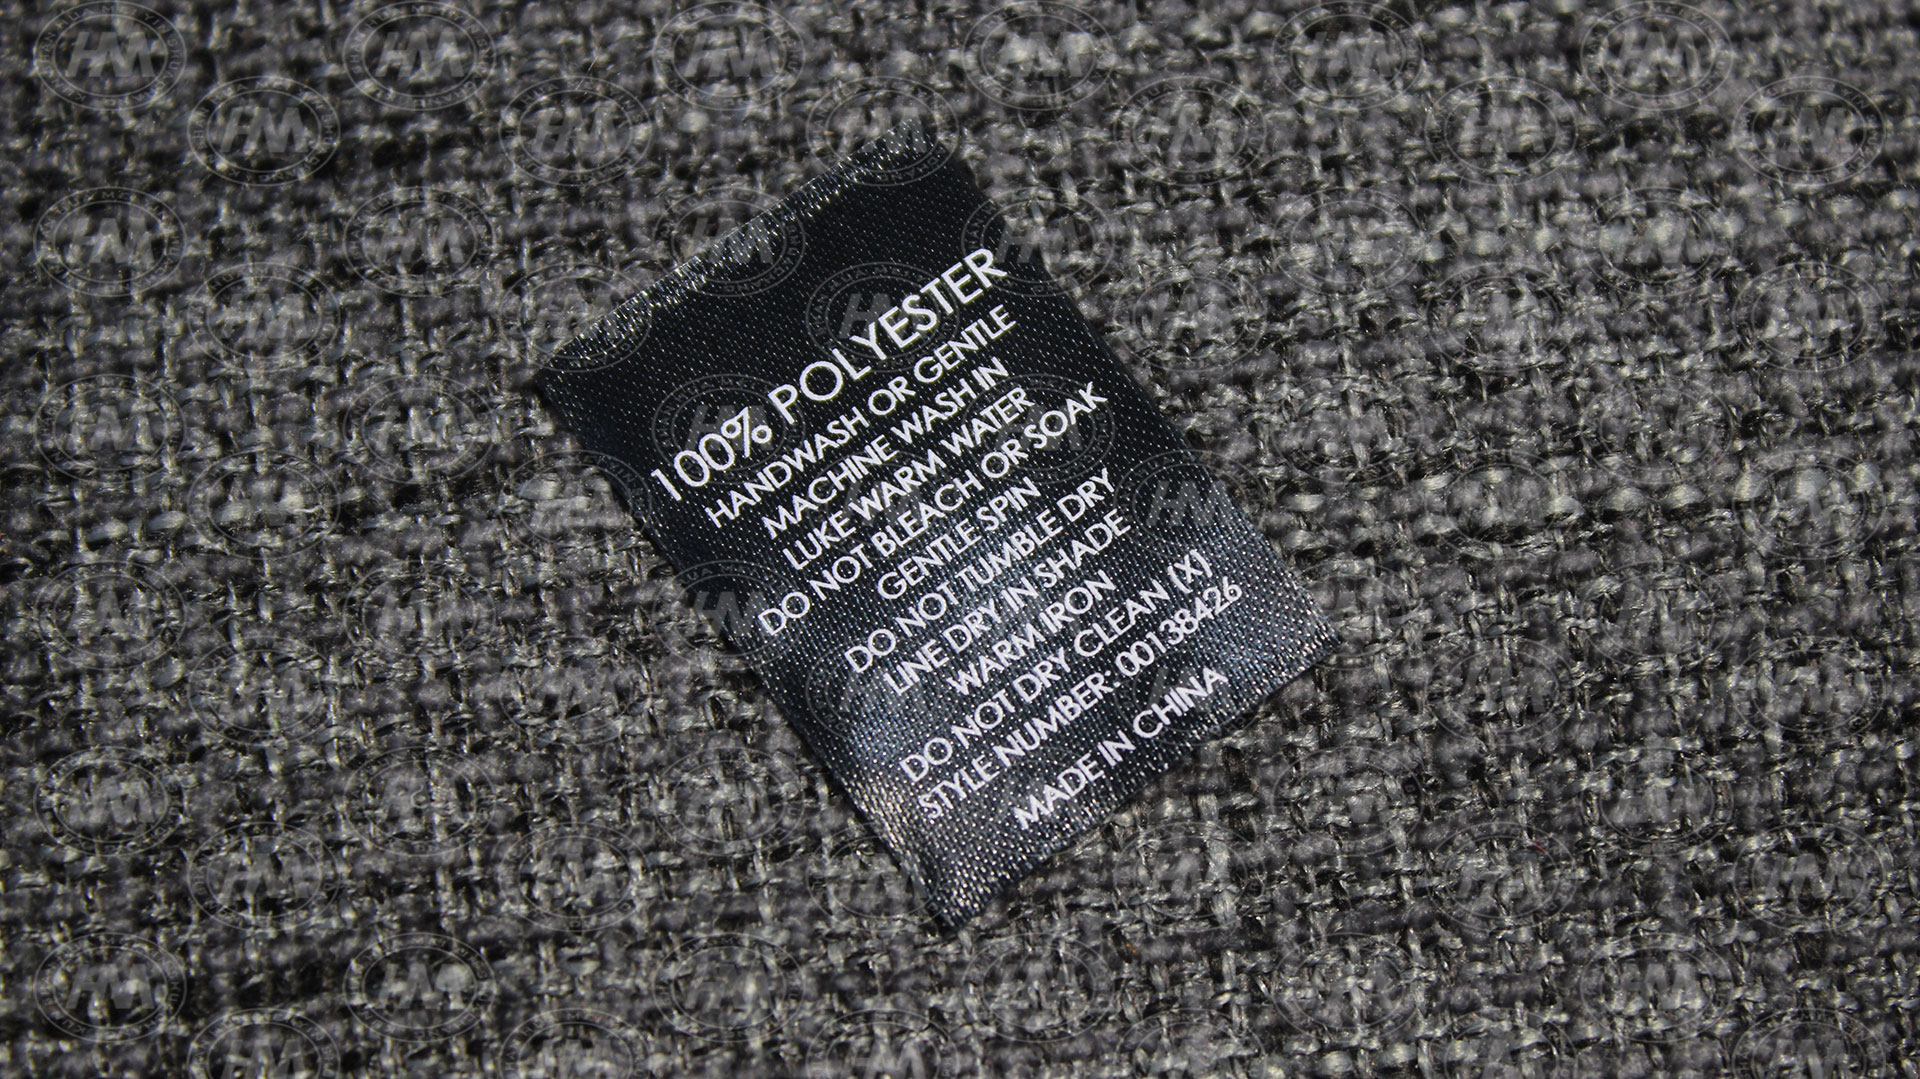 100% POLYESTER
HANDWASH OR GENTLE
MACHINE WASH IN
LUKE WARM WATER
DO NOT BLEACH OR SOAK
GENTLE SPIN
DO NOT TUMBLE DRY
LINE DRY IN SHADE
WARM IRON
DO NOT DRY CLEAN (X)
STYLE NUMBER: 00138426
MADE IN CHINA
HM